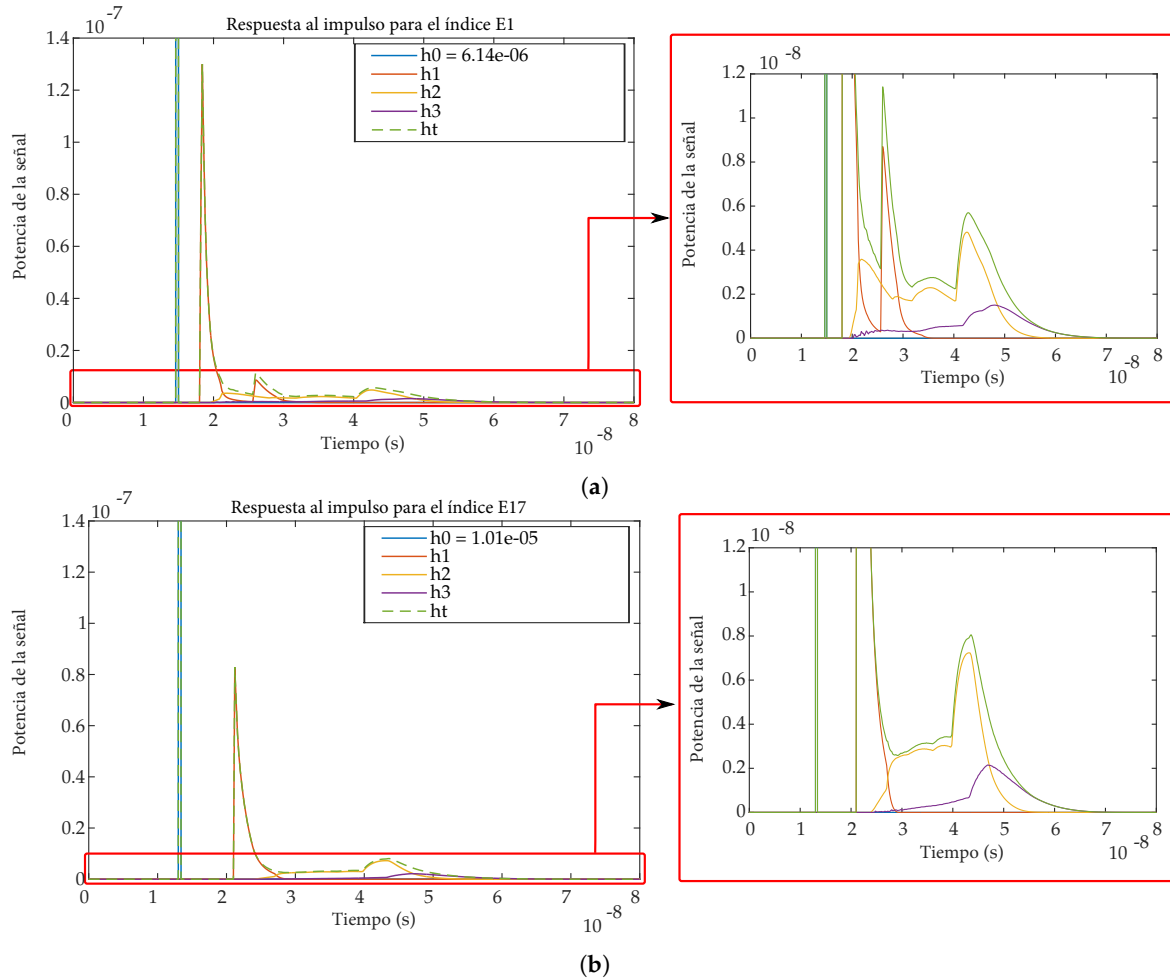 Respuesta al impulso para el índice E1
10 -7
1.4
1.2
1
0.8
0.6
0.4
0.2
0
Potencia de la señal
h0 = 6.14e-06
h1
h2
h3
ht
0 1 2 3 4 5 6 7 8
Tiempo (s)
10 -8
10 -8
1.2
1
0.8
0.6
0.4
0.2
0
Potencia de la señal
0 1 2 3 4 5 6 7 8
Tiempo (s)
10 -8
(a)
Respuesta al impulso para el índice E17
10 -7
1.4
1.2
1
0.8
0.6
0.4
0.2
0
Potencia de la señal
h0 = 1.01e-05
h1
h2
h3
ht
0 1 2 3 4 5 6 7 8
Tiempo (s)
10 -8
10 -8
1.2
1
0.8
0.6
0.4
0.2
0
Potencia de la señal
0 1 2 3 4 5 6 7 8
Tiempo (s)
10 -8
(b)